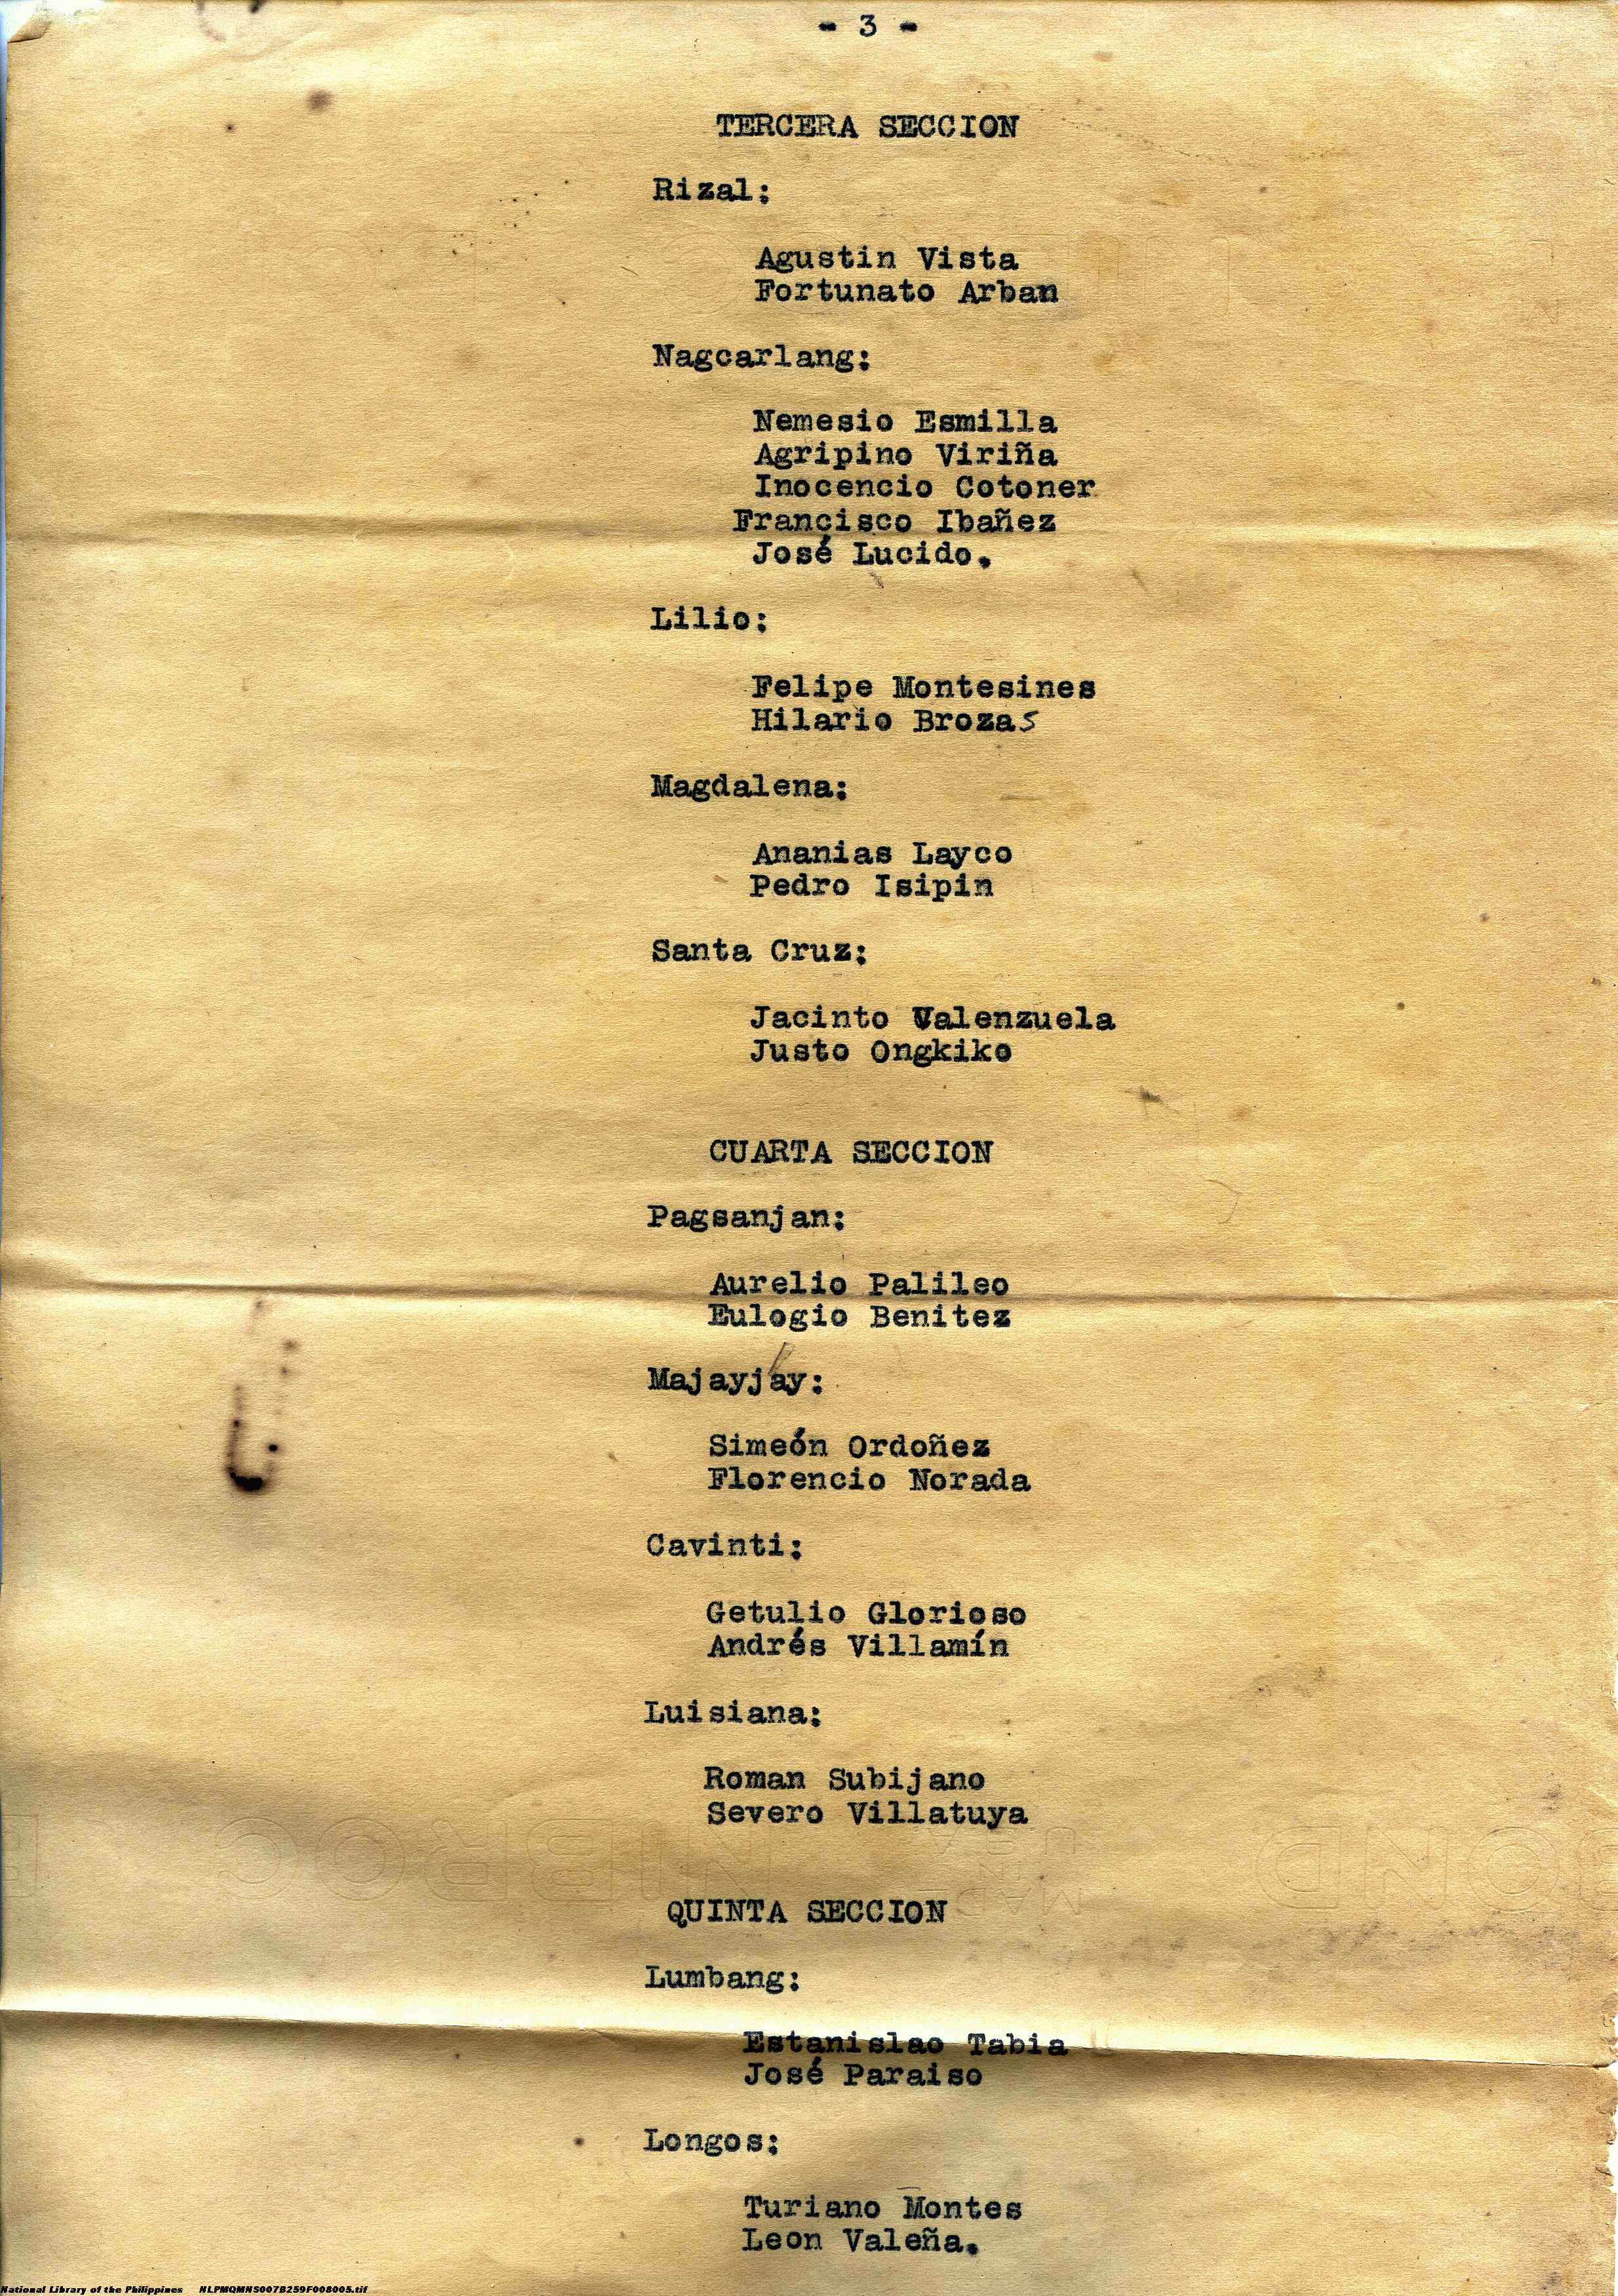 - 3 -
TERCERA SECCION
Rizal:
Agustin Vista
Fortunato Arban
Nagcarlang:
Nemesio Esmilla
Agripino Viriña
Inocencio Cotoner
Francisco Ibañez
José Lucido.
Lilio:
Felipe Montesines
Hilario Brozas
Magdalena:
Ananias Layco
Pedro Isipin
Santa Cruz:
Jacinto Valenzuela
Justo Ongkiko
CUARTA SECCION
Pagsanjan:
Aurelio Palileo
Eulogio Benitez
Majayjay:
Simeón Ordoñez
Florencio Norada
Cavinti:
Getulio Glorioso
Andrés Villamín
Luisiana:
Roman Subijano
Severo Villatuya
QUINTA SECCION
Lumbang:
Estanislao Tabia
José Paraiso
Longos:
Turiano Montes
Leon Valeña.
National Library of the Philippines NLPMQMNS007B259F008005.tif